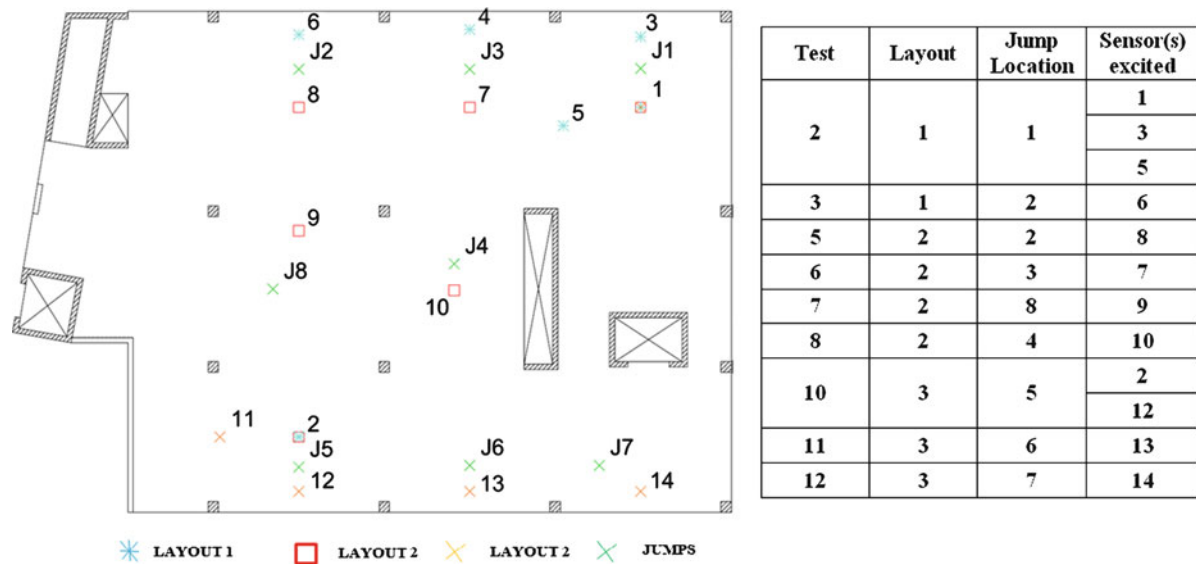 6
4
3
J2
J3
J1
8
7
1
5
9
J4
J8
10
11
2
J5
J6
J7
12
13
14
LAYOUT 1
LAYOUT 2
LAYOUT 2
JUMPS
Test Layout Jump Location Sensor(s) excited
2 1 1 1
3
5
3 1 2 6
5 2 2 8
6 2 3 7
7 2 8 9
8 2 4 10
10 3 5 2
12
11 3 6 13
12 3 7 14